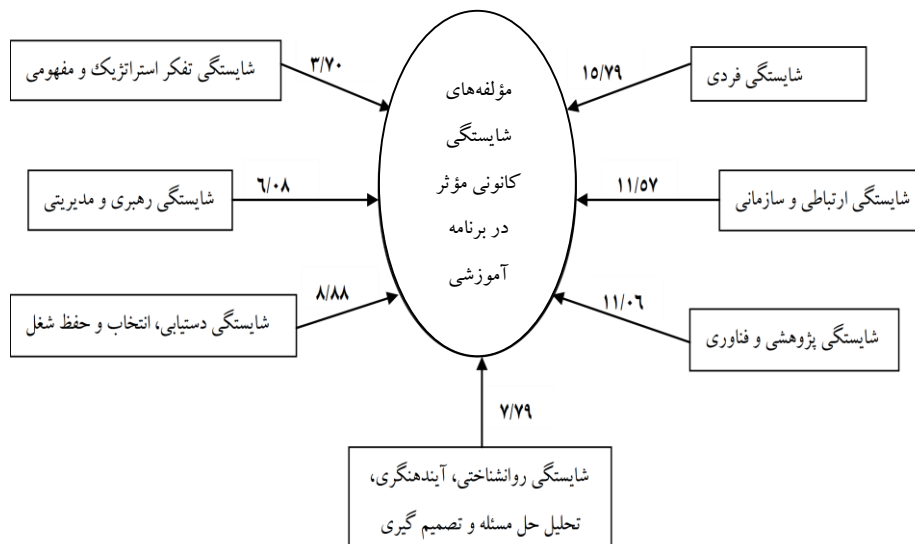 شایستگی فردی
۱۵/۷۹
شایستگی ارتباطی و سازمانی
۱۱/۵۷
شایستگی پژوهشی و فناوری
۱۱/۰۶
مؤلفه‌های
شایستگی
کانونی مؤثر
در برنامه
آموزشی
۳/۷۰
شایستگی تفکر استراتژیک و مفهومی
۶/۰۸
شایستگی رهبری و مدیریتی
۸/۸۸
شایستگی دستیابی، انتخاب و حفظ شغل
۷/۷۹
شایستگی روانشناختی، آیندهنگری،
تحلیل حل مسئله و تصمیم گیری